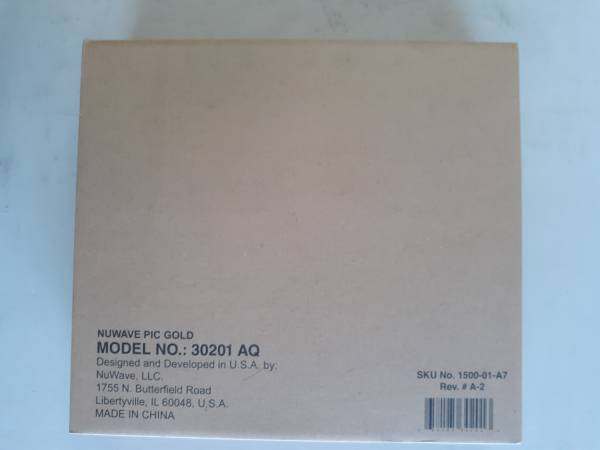 NUWAVE PIC GOLD
MODEL NO.: 30201 AQ
Designed and Developed in U.S.A. by:
NuWave, LLC.
1755 N. Butterfield Road
Libertyville, IL 60048, U.S.A.
MADE IN CHINA
SKU No. 1500-01-A7
Rev. # A-2